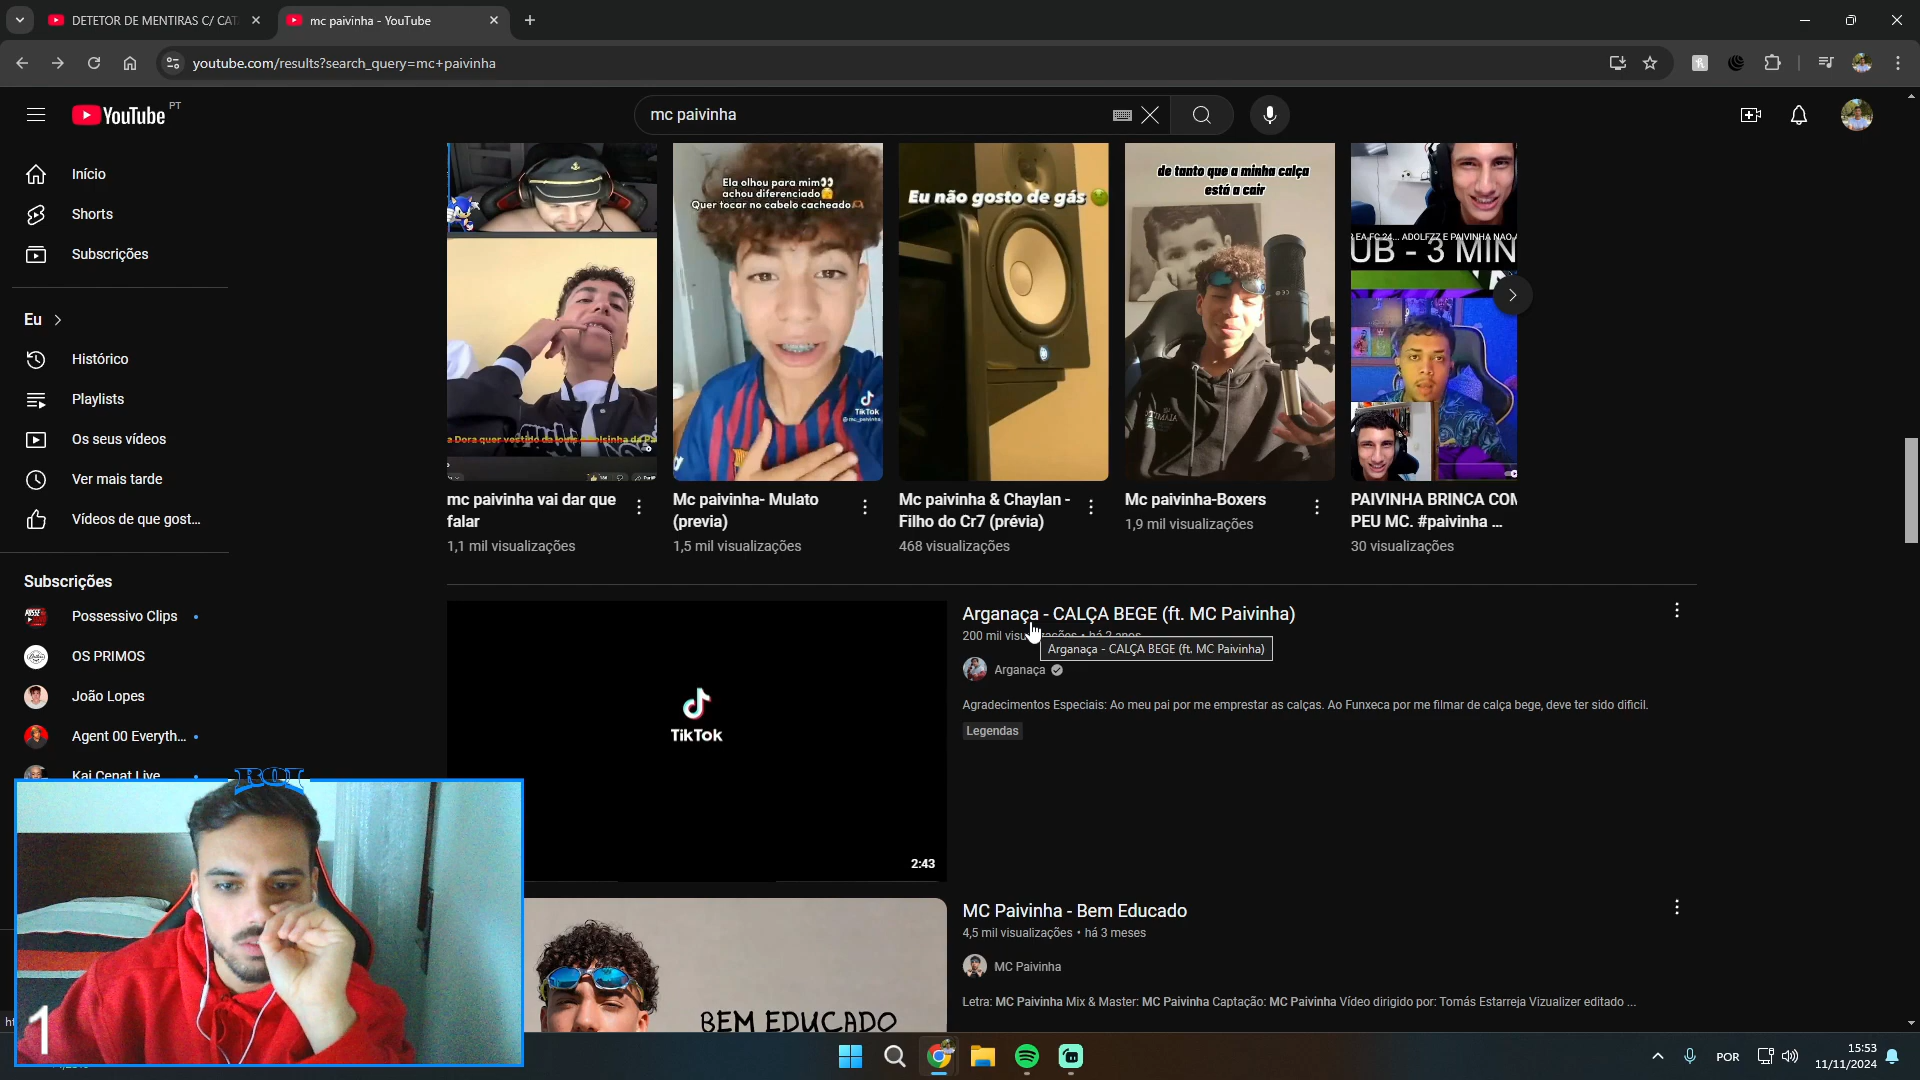 DETETOR DE MENTIRAS C/ CAT
mc paivinha - YouTube
youtube.com/results?search_query=mc+paivinha
YouTube PT
mc paivinha
Início
Shorts
Subscrições
Eu
Histórico
Playlists
Os seus vídeos
Ver mais tarde
Vídeos de que gost...
Subscrições
Possessivo Clips
OS PRIMOS
João Lopes
Agent 00 Everyth...
Kai Cenat Live
Ela olhou para mim👀
achou diferenciado
Quer tocar no cabelo cacheado
TikTok
Eu não gosto de gás
de tanto que a minha calça
está a cair
UB - 3 MIN
mc paivinha vai dar que
falar
1,1 mil visualizações
Mc paivinha- Mulato
(previa)
1,5 mil visualizações
Mc paivinha & Chaylan -
Filho do Cr7 (prévia)
468 visualizações
Mc paivinha-Boxers
1,9 mil visualizações
PAIVINHA BRINCA COM
PEU MC. #paivinha ...
30 visualizações
TikTok
2:43
Arganaça - CALÇA BEGE (ft. MC Paivinha)
200 mil visualizações • há 2 anos
Arganaça - CALÇA BEGE (ft. MC Paivinha)
Arganaça
Agradecimentos Especiais: Ao meu pai por me emprestar as calças. Ao Funxeca por me filmar de calça bege, deve ter sido difícil.
Legendas
BEM EDUCADO
MC Paivinha - Bem Educado
4,5 mil visualizações • há 3 meses
MC Paivinha
Letra: MC Paivinha Mix & Master: MC Paivinha Captação: MC Paivinha Vídeo dirigido por: Tomás Estarreja Vizualizer editado ...
ROI
1
POR
15:53
11/11/2024